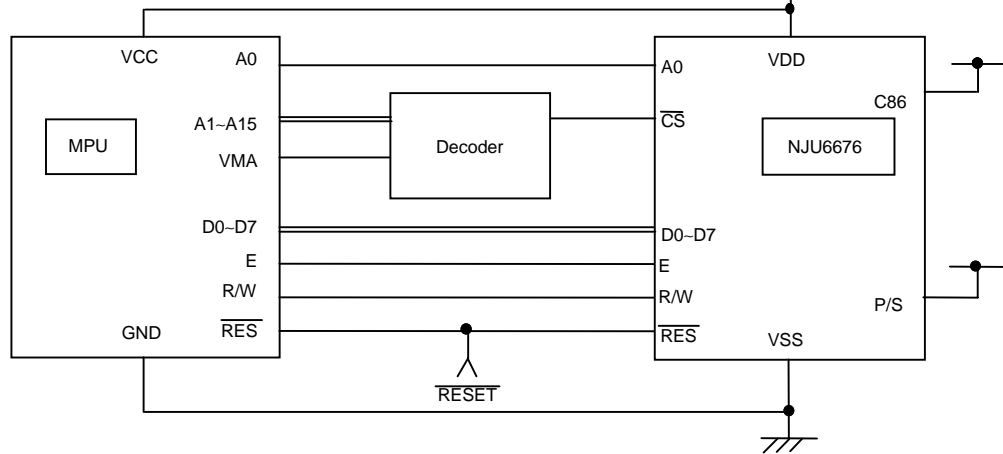 VCC
A0
A1~A15
VMA
MPU
D0~D7
E
R/W
RES
GND
Decoder
RESET
VDD
A0
C86
CS
NJU6676
D0~D7
E
R/W
P/S
RES
VSS